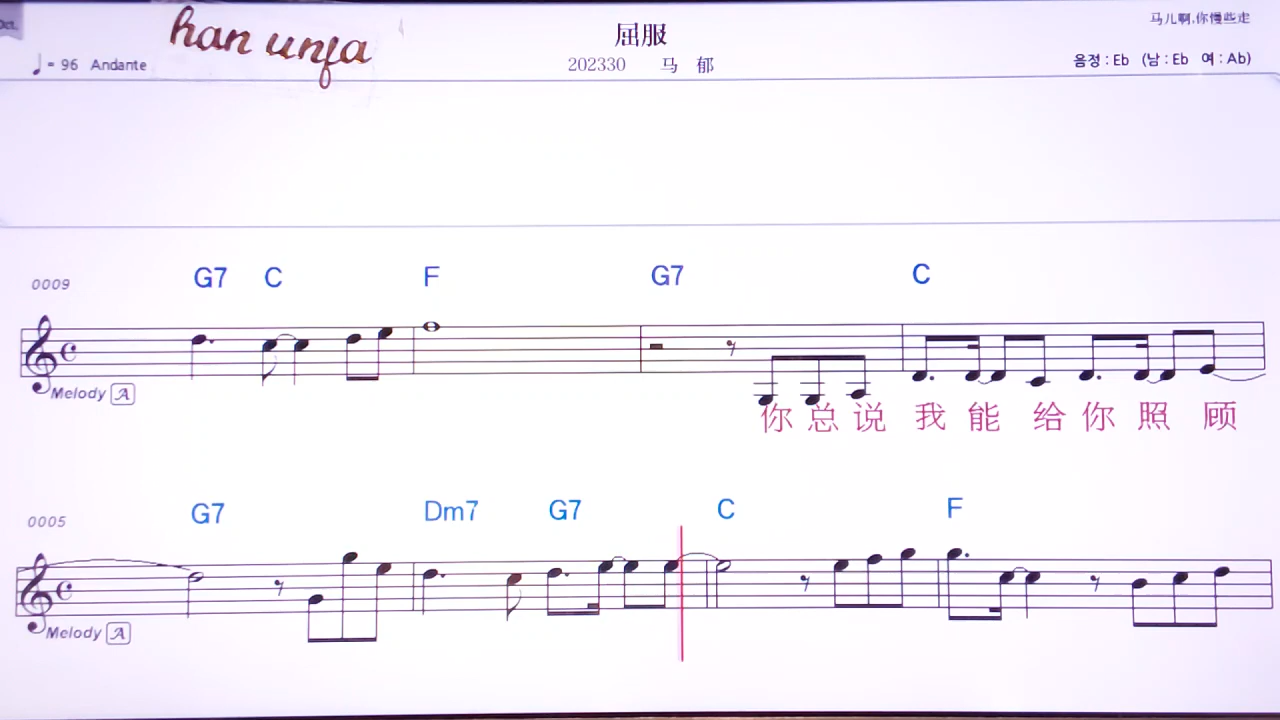 Oct.
han unfa
屈服
马儿啊,你慢些走
♩= 96 Andante
202330 马 郁
음정 : Eb (남 : Eb 여 : Ab)
G7 C F G7 C
0009
Melody A
你 总 说 我 能 给 你 照 顾
G7 Dm7 G7 C F
0005
Melody A